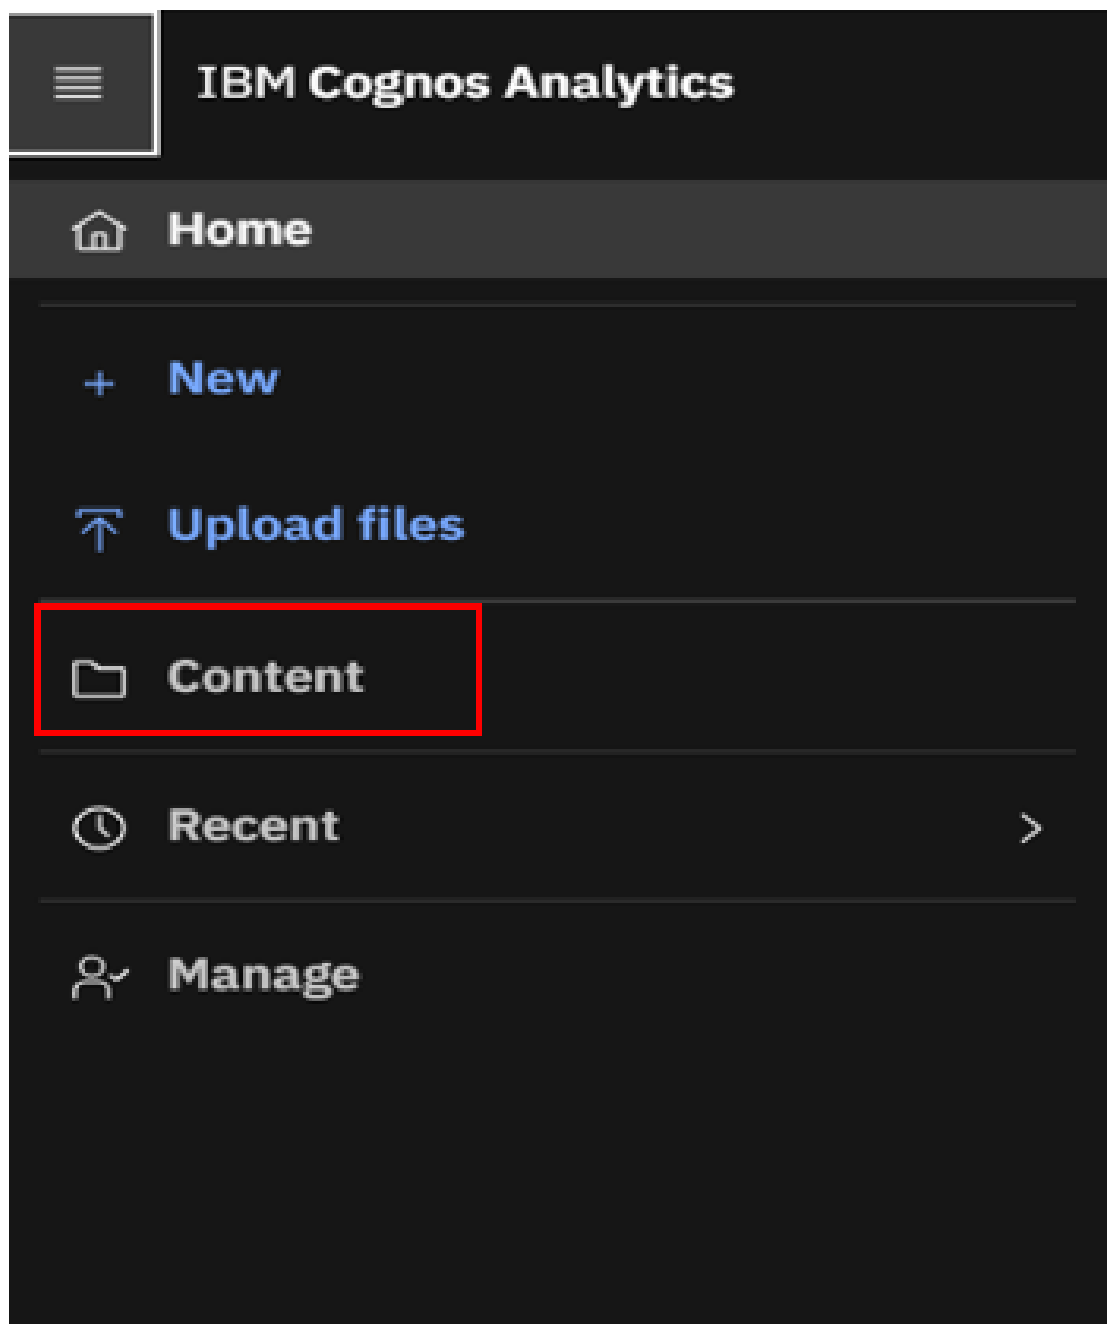 IBM Cognos Analytics
Home
New
Upload files
Content
Recent
Manage